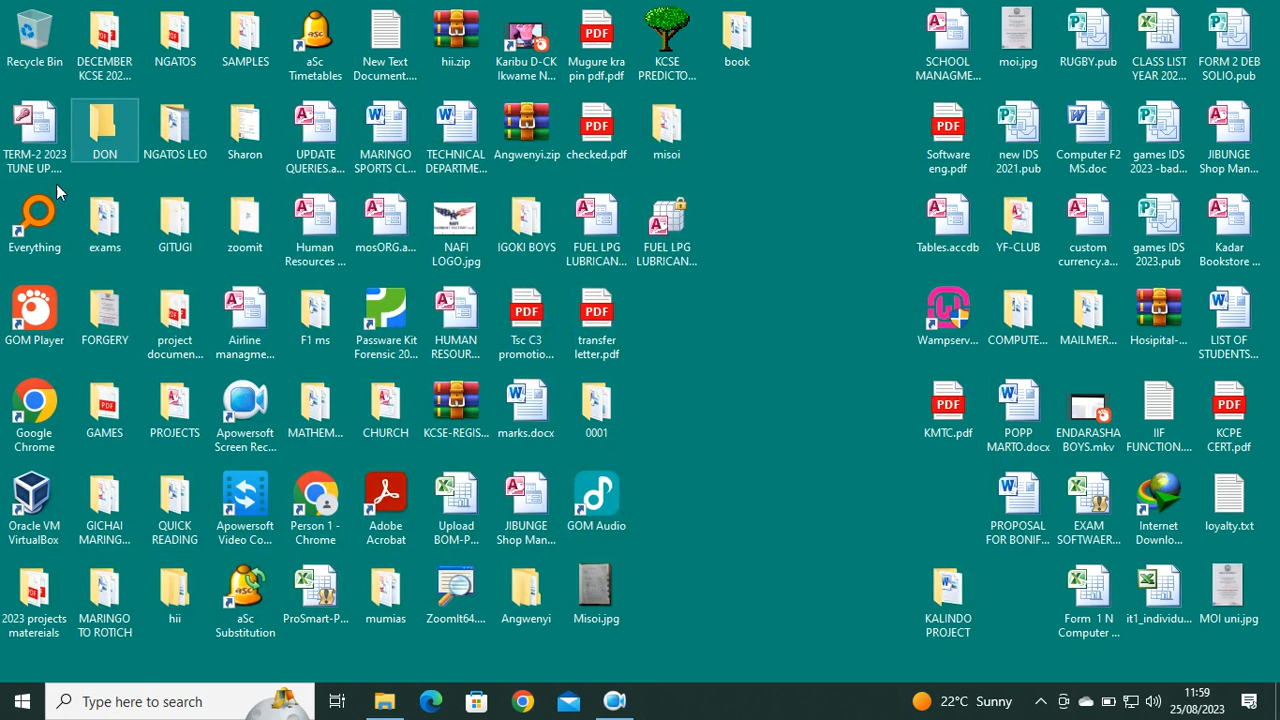 Recycle Bin
DECEMBER
KCSE 202...
NGATOS
SAMPLES
aSc
Timetables
New Text
Document....
hii.zip
Karibu D-CK
Ikwame N...
Mugure kra
pin pdf.pdf
KCSE
PREDICTO...
book
SCHOOL
MANAGME...
moi.jpg
RUGBY.pub
CLASS LIST
YEAR 202...
FORM 2 DEB
SOLIO.pub
TERM-2 2023
TUNE UP....
DON
NGATOS LEO
Sharon
UPDATE
QUERIES.a...
MARINGO
SPORTS CL...
TECHNICAL
DEPARTME...
Angwenyi.zip
checked.pdf
misoi
Software
eng.pdf
new IDS
2021.pub
Computer F2
MS.doc
games IDS
2023 -bad...
JIBUNGE
Shop Man...
Everything
exams
GITUGI
zoomit
Human
Resources ...
mosORG.a...
NAFI
LOGO.jpg
IGOKI BOYS
FUEL LPG
LUBRICAN...
FUEL LPG
LUBRICAN...
Tables.accdb
YF-CLUB
custom
currency.a...
games IDS
2023.pub
Kadar
Bookstore ...
GOM Player
FORGERY
project
documen...
Airline
managme...
F1 ms
Passware Kit
Forensic 20...
HUMAN
RESOUR...
Tsc C3
promotio...
transfer
letter.pdf
Wampserv...
COMPUTE...
MAILMER...
Hosipital-...
LIST OF
STUDENTS...
Google
Chrome
GAMES
PROJECTS
Apowersoft
Screen Rec...
MATHEM...
CHURCH
KCSE-REGIS...
marks.docx
0001
KMTC.pdf
POPP
MARTO.docx
ENDARASHA
BOYS.mkv
IIF
FUNCTION....
KCPE
CERT.pdf
Oracle VM
VirtualBox
GICHAI
MARING...
QUICK
READING
Apowersoft
Video Co...
Person 1 -
Chrome
Adobe
Acrobat
Upload
BOM-P...
JIBUNGE
Shop Man...
GOM Audio
PROPOSAL
FOR BONIF...
EXAM
SOFTWAER...
Internet
Downlo...
loyalty.txt
2023 projects
matereials
MARINGO
TO ROTICH
hii
aSc
Substitution
ProSmart-P...
mumias
ZoomIt64....
Angwenyi
Misoi.jpg
KALINDO
PROJECT
Form 1 N
Computer ...
it1_individu...
MOI uni.jpg
Type here to search
22°C Sunny
11:59
25/08/2023